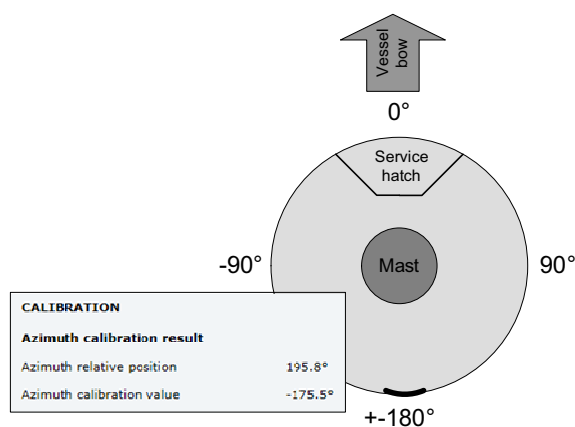 Vessel
bow
0°
Service
hatch
-90°
Mast
90°
CALIBRATION
Azimuth calibration result
Azimuth relative position 195.8°
Azimuth calibration value -175.5°
+-180°